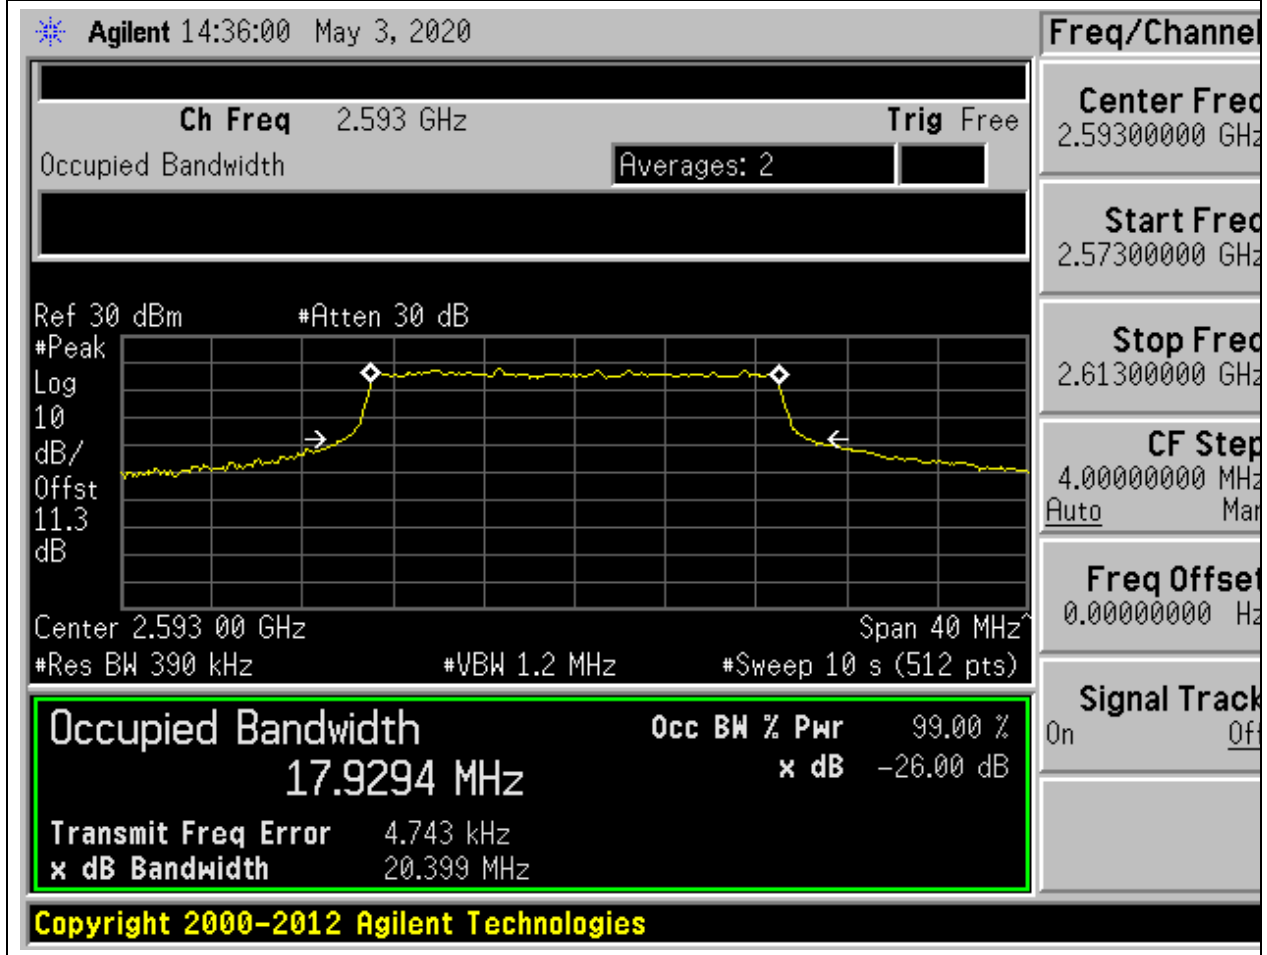 Agilent 14:36:00 May 3, 2020
Freq/Channel
Ch Freq 2.593 GHz Trig Free
Occupied Bandwidth Averages: 2
Center Freq
2.59300000 GHz
Start Freq
2.57300000 GHz
Stop Freq
2.61300000 GHz
CF Step
4.00000000 MHz
Auto Man
Freq Offset
0.00000000 Hz
Signal Track
On Off
Ref 30 dBm #Atten 30 dB
#Peak
Log
10
dB/
Offst
11.3
dB
Center 2.593 00 GHz Span 40 MHz^
#Res BW 390 kHz #VBW 1.2 MHz #Sweep 10 s (512 pts)
Occupied Bandwidth Occ BW % Pwr 99.00 %
17.9294 MHz x dB -26.00 dB
Transmit Freq Error 4.743 kHz
x dB Bandwidth 20.399 MHz
Copyright 2000-2012 Agilent Technologies